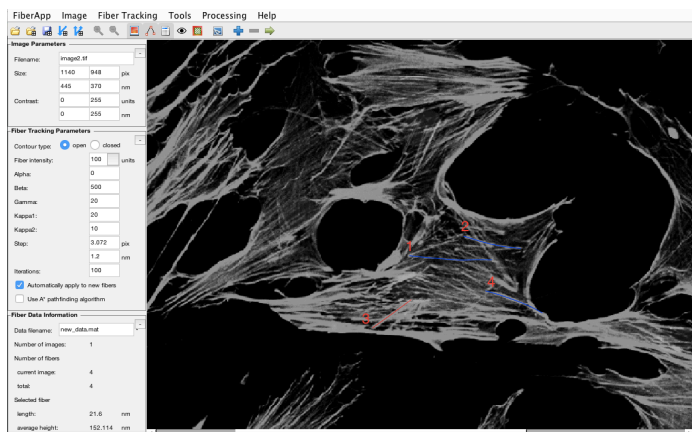 FiberApp Image Fiber Tracking Tools Processing Help
Image Parameters
Filename: image2.tif
Size: 1140 948 pix
445 370 nm
Contrast: 0 255 units
0 255 nm
Fiber Tracking Parameters
Contour type: open closed
Fiber intensity: 100 units
Alpha: 0
Beta: 500
Gamma: 20
Kappa1: 20
Kappa2: 10
Step: 3.072 pix
1.2 nm
Iterations: 100
Automatically apply to new fibers
Use A* pathfinding algorithm
Fiber Data Information
Data filename: new_data.mat
Number of images: 1
Number of fibers
current image: 4
total: 4
Selected fiber
length: 21.6 nm
average height: 152.114 nm
2
1
4
3